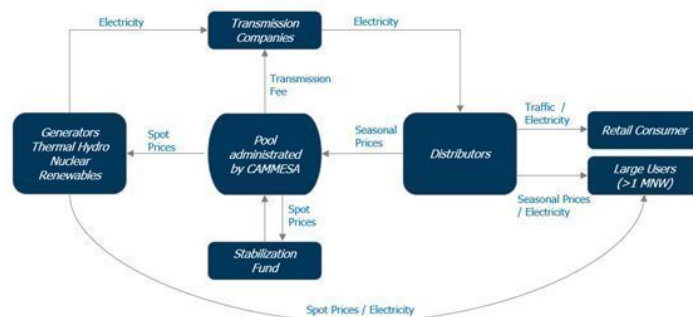 Electricity
Transmission
Companies
Electricity
Transmission
Fee
Generators
Thermal Hydro
Nuclear
Renewables
Spot
Prices
Pool
administrated
by CAMMESA
Seasonal
Prices
Distributors
Traffic /
Electricity
Retail Consumer
Large Users
(>1 MNW)
Seasonal Prices
/ Electricity
Spot
Prices
Stabilization
Fund
Spot Prices / Electricity